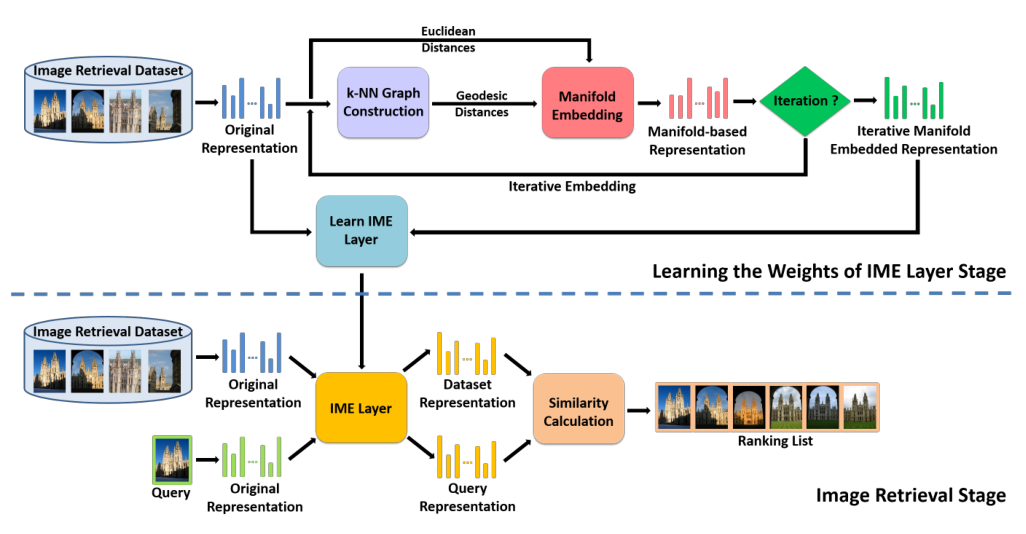 Euclidean
Distances
Image Retrieval Dataset
k-NN Graph
Construction
Geodesic
Distances
Manifold
Embedding
Iteration ?
...
...
...
Original
Representation
Manifold-based
Representation
Iterative Manifold
Embedded Representation
Iterative Embedding
Learn IME
Layer
Learning the Weights of IME Layer Stage
Image Retrieval Dataset
...
Original
Representation
IME Layer
...
Dataset
Representation
Similarity
Calculation
Ranking List
Query
...
Original
Representation
...
Query
Representation
Image Retrieval Stage